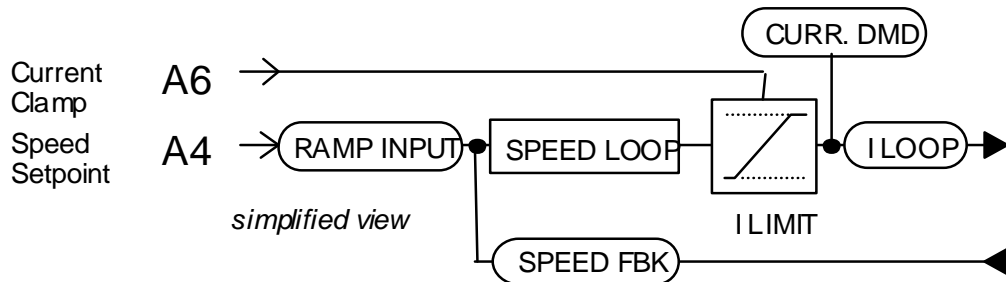 CURR. DMD
Current
Clamp
A6
Speed
Setpoint
A4
RAMP INPUT
SPEED LOOP
I LOOP
simplified view
I LIMIT
SPEED FBK